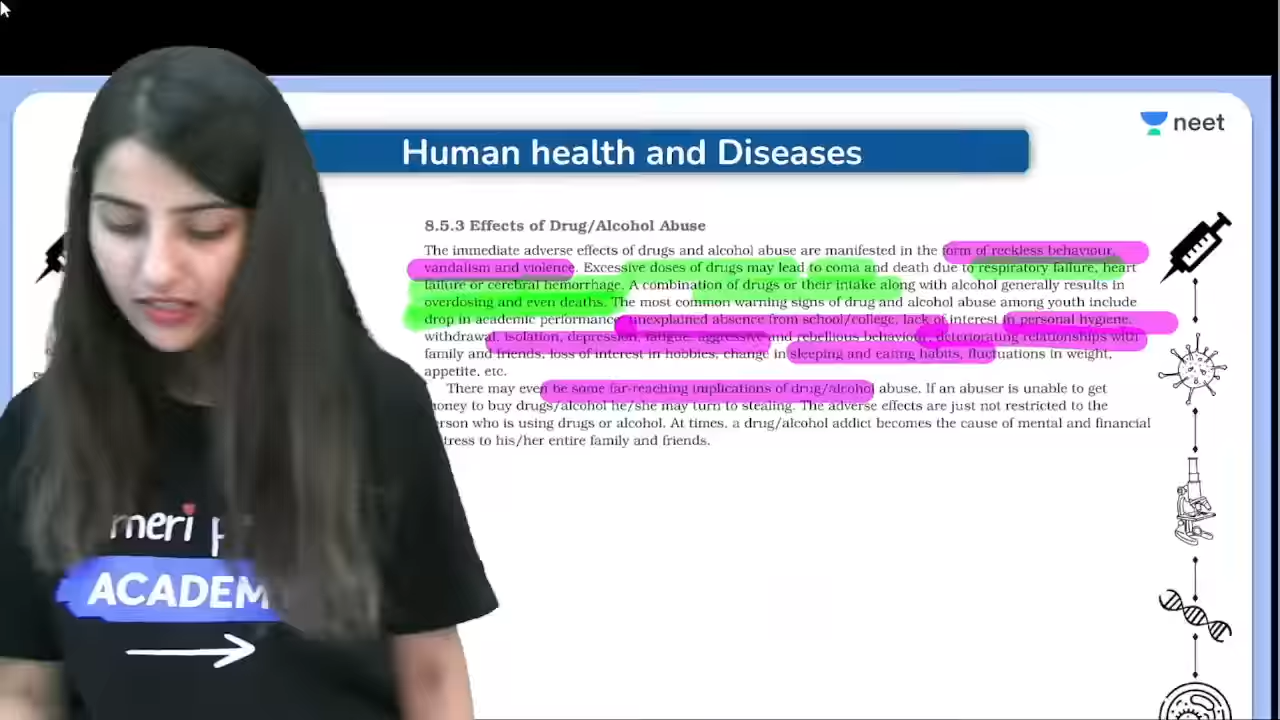 neet
Human health and Diseases
8.5.3 Effects of Drug/Alcohol Abuse
The immediate adverse effects of drugs and alcohol abuse are manifested in the form of reckless behaviour,
vandalism and violence. Excessive doses of drugs may lead to coma and death due to respiratory failure, heart
failure or cerebral hemorrhage. A combination of drugs or their intake along with alcohol generally results in
overdosing and even deaths. The most common warning signs of drug and alcohol abuse among youth include
drop in academic performance, unexplained absence from school/college, lack of interest in personal hygiene,
withdrawal, isolation, depression, fatigue, aggressive and rebellious behaviour, deteriorating relationships with
family and friends, loss of interest in hobbies, change in sleeping and eating habits, fluctuations in weight,
appetite, etc.
There may even be some far-reaching implications of drug/alcohol abuse. If an abuser is unable to get
money to buy drugs/alcohol he/she may turn to stealing. The adverse effects are just not restricted to the
person who is using drugs or alcohol. At times, a drug/alcohol addict becomes the cause of mental and financial
tress to his/her entire family and friends.
meri
ACADEM